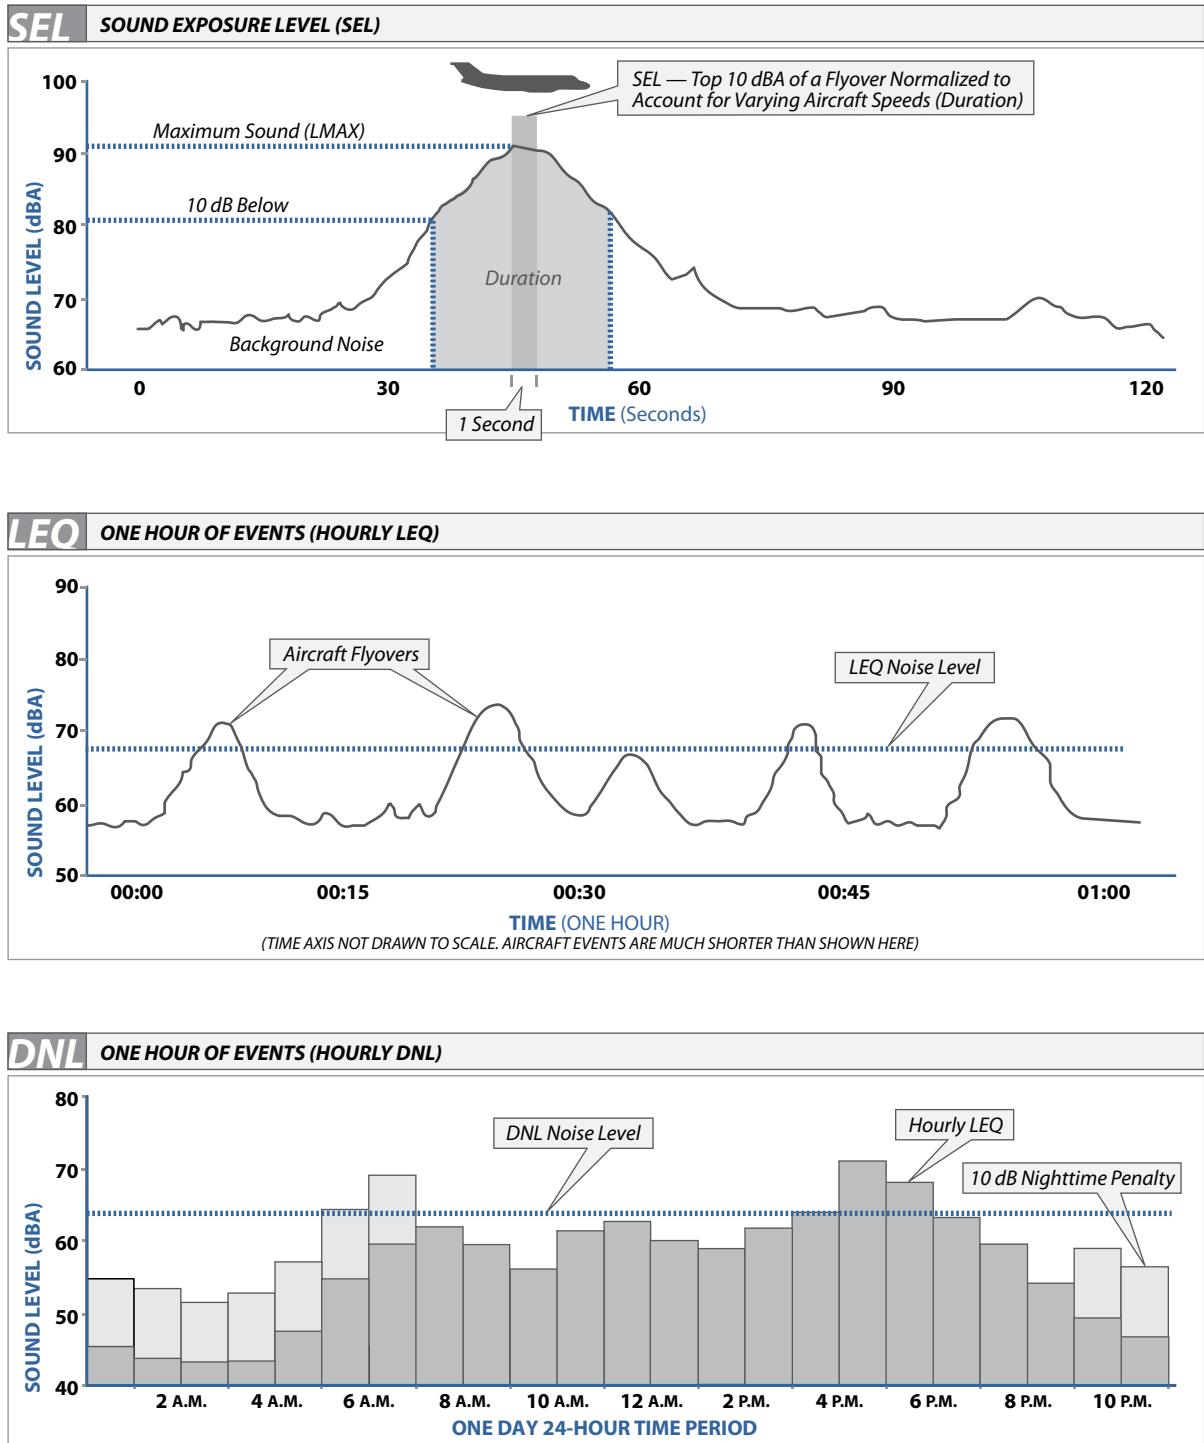 SEL SOUND EXPOSURE LEVEL (SEL)
SEL — Top 10 dBA of a Flyover Normalized to
Account for Varying Aircraft Speeds (Duration)
SOUND LEVEL (dBA)
100
90
80
70
60
Maximum Sound (LMAX)
10 dB Below
Duration
Background Noise
0 30 60 90 120
1 Second
TIME (Seconds)
LEQ ONE HOUR OF EVENTS (HOURLY LEQ)
SOUND LEVEL (dBA)
90
80
70
60
50
Aircraft Flyovers
LEQ Noise Level
00:00 00:15 00:30 00:45 01:00
TIME (ONE HOUR)
(TIME AXIS NOT DRAWN TO SCALE. AIRCRAFT EVENTS ARE MUCH SHORTER THAN SHOWN HERE)
DNL ONE HOUR OF EVENTS (HOURLY DNL)
SOUND LEVEL (dBA)
80
70
60
50
40
DNL Noise Level
Hourly LEQ
10 dB Nighttime Penalty
2 A.M. 4 A.M. 6 A.M. 8 A.M. 10 A.M. 12 A.M. 2 P.M. 4 P.M. 6 P.M. 8 P.M. 10 P.M.
ONE DAY 24-HOUR TIME PERIOD